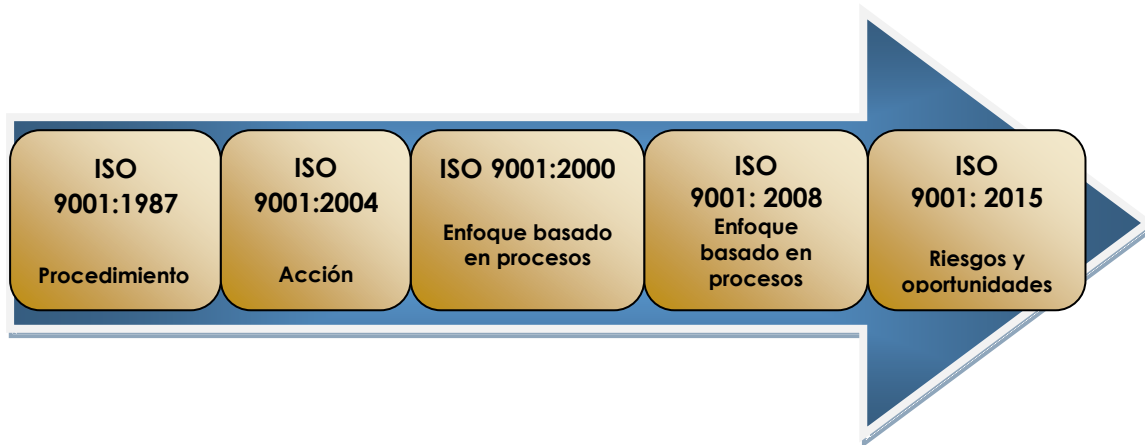 ISO
9001:1987
Procedimiento
ISO
9001:2004
Acción
ISO 9001:2000
Enfoque basado
en procesos
ISO
9001: 2008
Enfoque
basado en
procesos
ISO
9001: 2015
Riesgos y
oportunidades